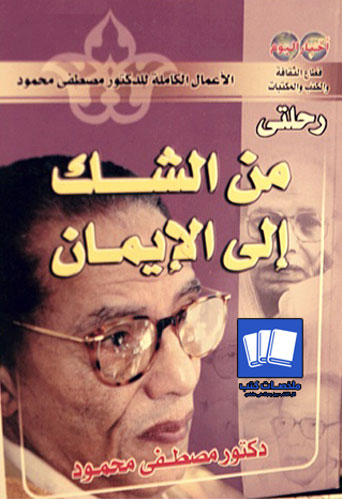 أخبار اليوم
قطاع الثقافة
والكتب والمكتبات
الأعمال الكاملة للدكتور مصطفى محمود
رحلتى
من الشك
إلى الإيمان
ملخصات كتب
دكتور مصطفى محمود